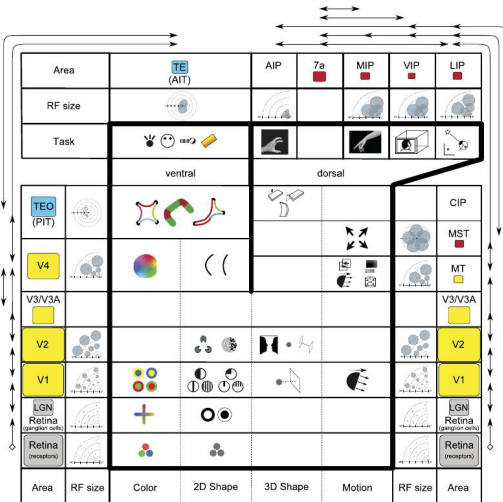 Area TE (AIT) AIP 7a MIP VIP LIP
RF size
Task
ventral dorsal
TEO (PIT) CIP
MST
V4 MT
V3/V3A V3/V3A
V2 V2
V1 V1
LGN Retina (ganglion cells) LGN Retina (ganglion cells)
Retina (receptors) Retina (receptors)
Area RF size Color 2D Shape 3D Shape Motion RF size Area